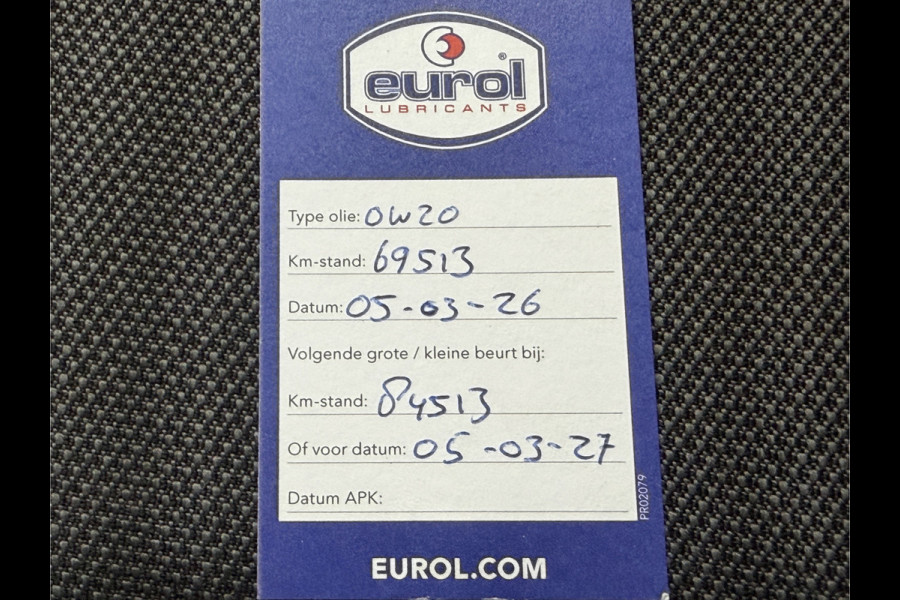 eurol®
LUBRICANTS
Type olie: 0W20
Km-stand: 69513
Datum: 05-03-26
Volgende grote / kleine beurt bij:
Km-stand: 84513
Of voor datum: 05-03-27
Datum APK:
PR02079
EUROL.COM